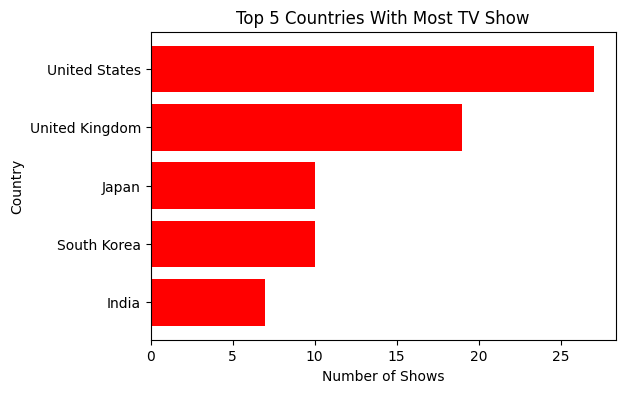 Top 5 Countries With Most TV Show
United States
United Kingdom
Japan
South Korea
India
Country
0 5 10 15 20 25
Number of Shows